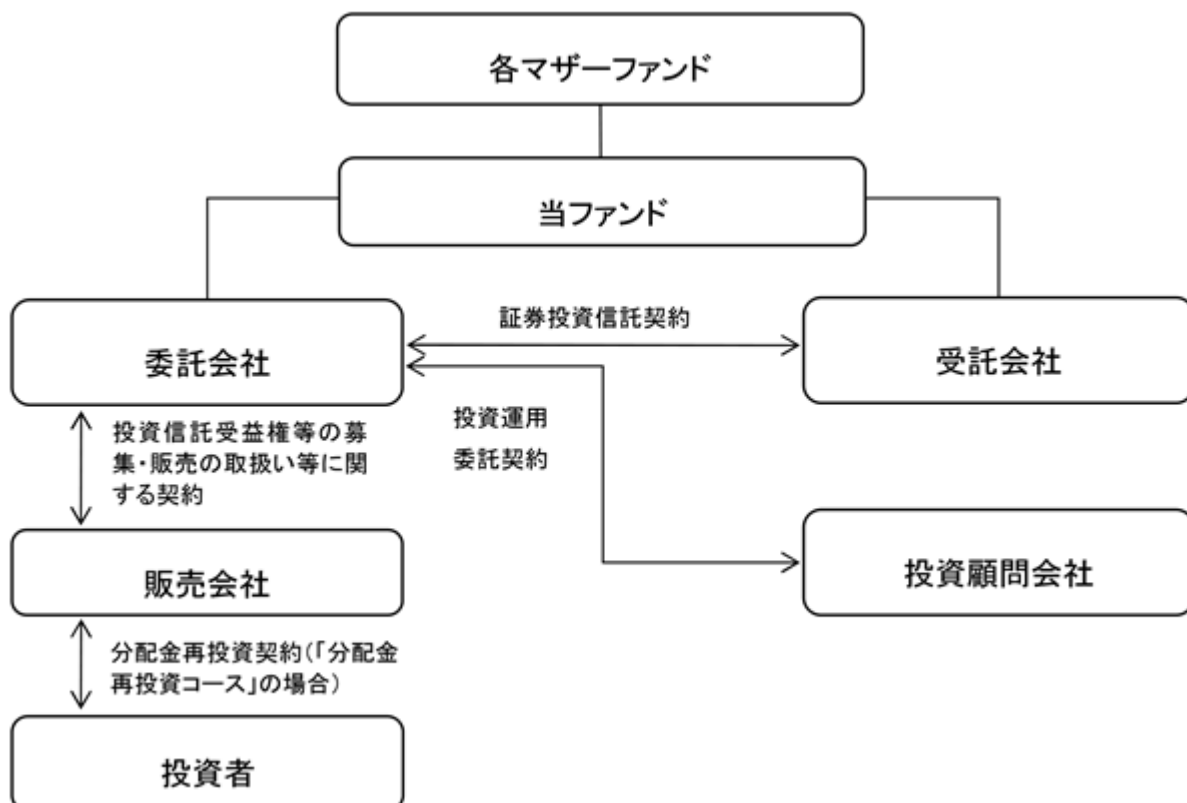 各マザーファンド
当ファンド
証券投資信託契約
委託会社
受託会社
投資運用
委託契約
投資信託受益権等の募
集・販売の取扱い等に関
する契約
販売会社
投資顧問会社
分配金再投資契約(「分配金
再投資コース」の場合)
投資者